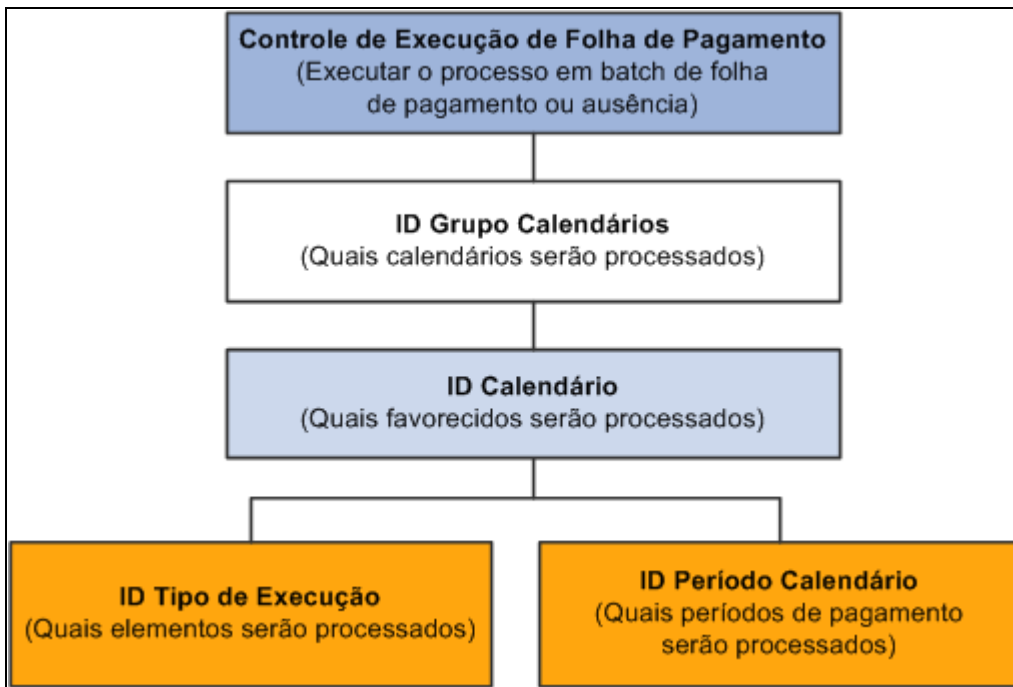 Controle de Execução de Folha de Pagamento
(Executar o processo em batch de folha
de pagamento ou ausência)
ID Grupo Calendários
(Quais calendários serão processados)
ID Calendário
(Quais favorecidos serão processados)
ID Tipo de Execução
(Quais elementos serão processados)
ID Período Calendário
(Quais períodos de pagamento
serão processados)